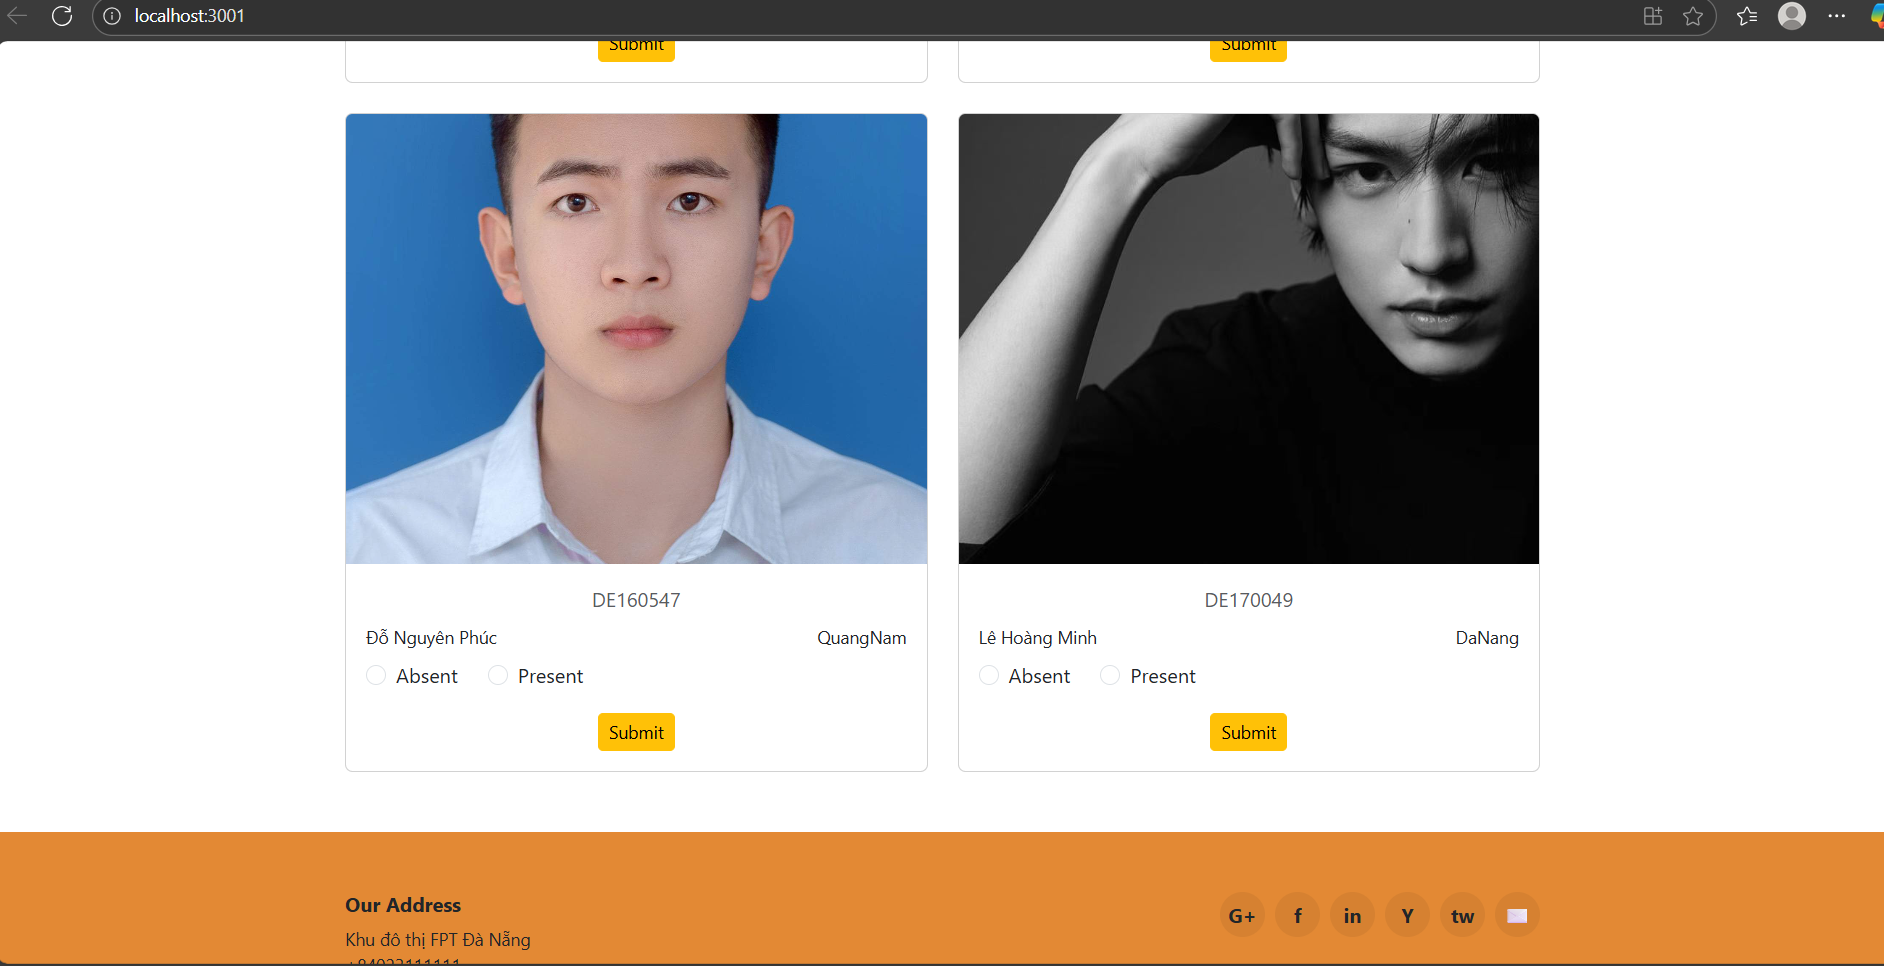 localhost:3001
Submit
Submit
DE160547
DE170049
Đỗ Nguyên Phúc
QuangNam
Lê Hoàng Minh
DaNang
Absent
Present
Absent
Present
Submit
Submit
Our Address
G+
f
in
Y
tw
Khu đô thị FPT Đà Nẵng
+84023111111